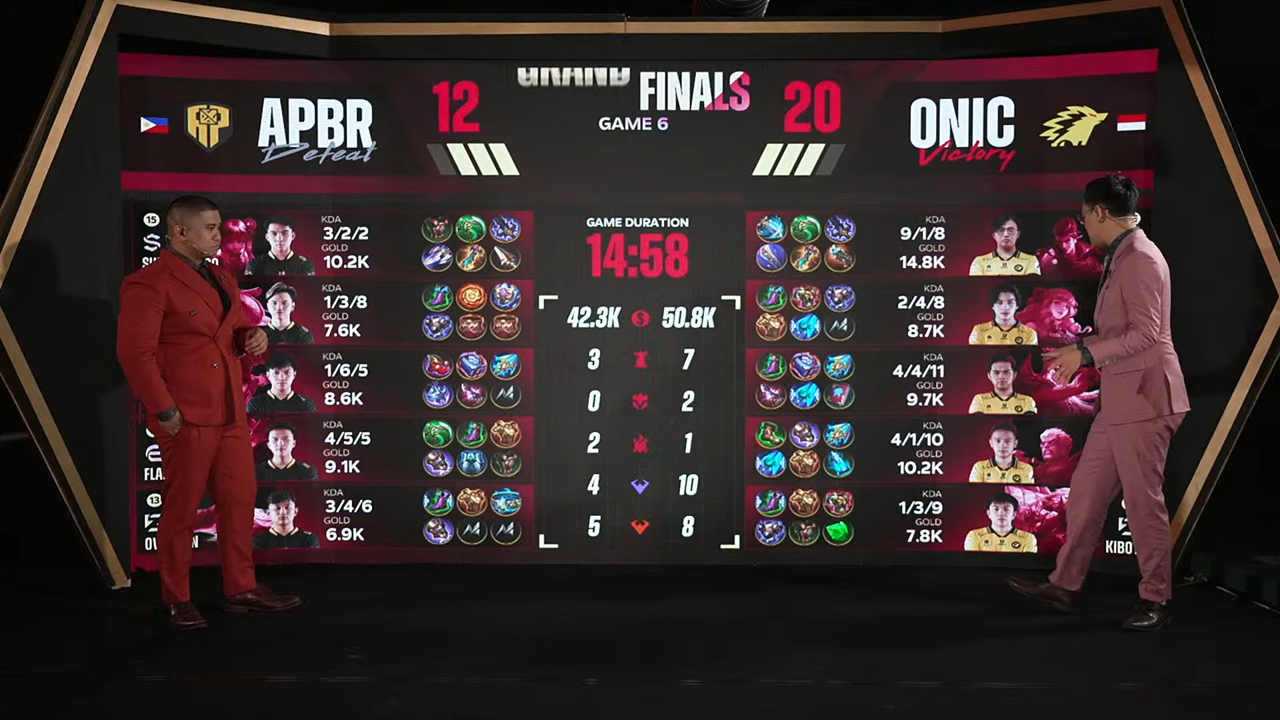 GRAND
FINALS
GAME 6
APBR
Defeat
12
20
ONIC
Victory
GAME DURATION
14:58
42.3K 50.8K
3 7
0 2
2 1
4 10
5 8
15
KDA
3/2/2
GOLD
10.2K
KDA
1/3/8
GOLD
7.6K
KDA
1/6/5
GOLD
8.6K
FLA
KDA
4/5/5
GOLD
9.1K
13
KDA
3/4/6
GOLD
6.9K
KDA
9/1/8
GOLD
14.8K
KDA
2/4/8
GOLD
8.7K
KDA
4/4/11
GOLD
9.7K
KDA
4/1/10
GOLD
10.2K
KDA
1/3/9
GOLD
7.8K
KIBO